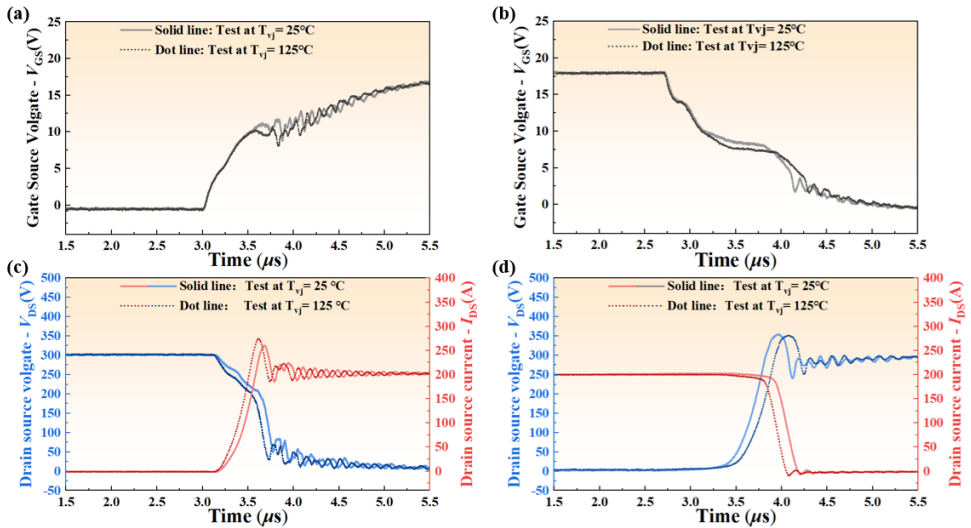 (a)
Solid line: Test at Tvj= 25℃
Dot line: Test at Tvj= 125℃
Gate Souce Volgate - VGS(V)
25
20
15
10
5
0
1.5 2.0 2.5 3.0 3.5 4.0 4.5 5.0 5.5
Time (μs)
(b)
Solid line: Test at Tvj= 25℃
Dot line: Test at Tvj= 125℃
Gate Souce Volgate - VGS(V)
25
20
15
10
5
0
1.5 2.0 2.5 3.0 3.5 4.0 4.5 5.0 5.5
Time (μs)
(c)
Solid line: Test at Tvj= 25 ℃
Dot line: Test at Tvj= 125 ℃
Drain source volgate - VDS(V)
500
450
400
350
300
250
200
150
100
50
0
-50
Drain source current - IDS(A)
400
350
300
250
200
150
100
50
0
1.5 2.0 2.5 3.0 3.5 4.0 4.5 5.0 5.5
Time (μs)
(d)
Solid line: Test at Tvj= 25℃
Dot line: Test at Tvj= 125℃
Drain source volgate - VDS(V)
500
450
400
350
300
250
200
150
100
50
0
-50
Drain source current - IDS(A)
400
350
300
250
200
150
100
50
0
1.5 2.0 2.5 3.0 3.5 4.0 4.5 5.0 5.5
Time (μs)